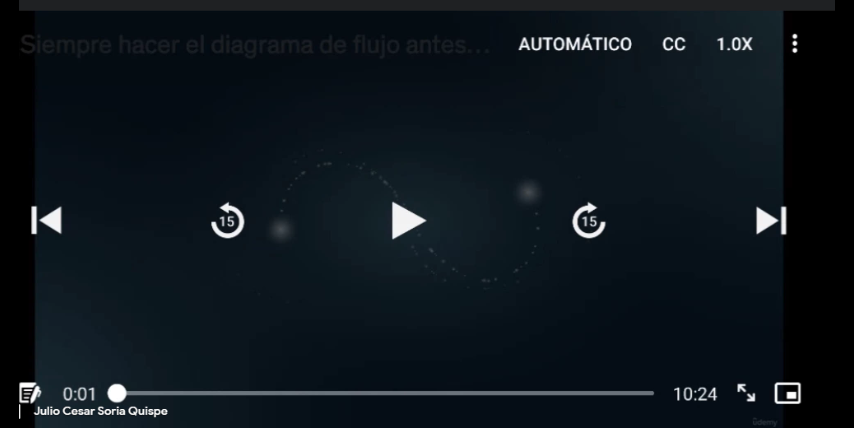 Siempre hacer el diagrama de flujo antes...
AUTOMÁTICO CC 1.0X
15 15
0:01 10:24
Julio Cesar Soria Quispe
Udemy